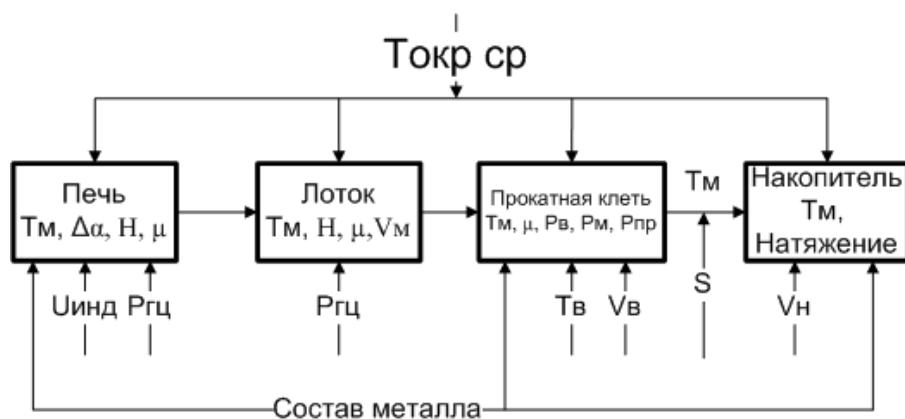 Токр ср
Печь
Тм, Δα, Н, μ
Лоток
Тм, Н, μ,Vм
Прокатная клеть
Тм, μ, Рв, Рм, Рпр
Тм
Накопитель
Тм,
Натяжение
Uинд
Ргц
Ргц
Тв
Vв
S
Vн
Состав металла